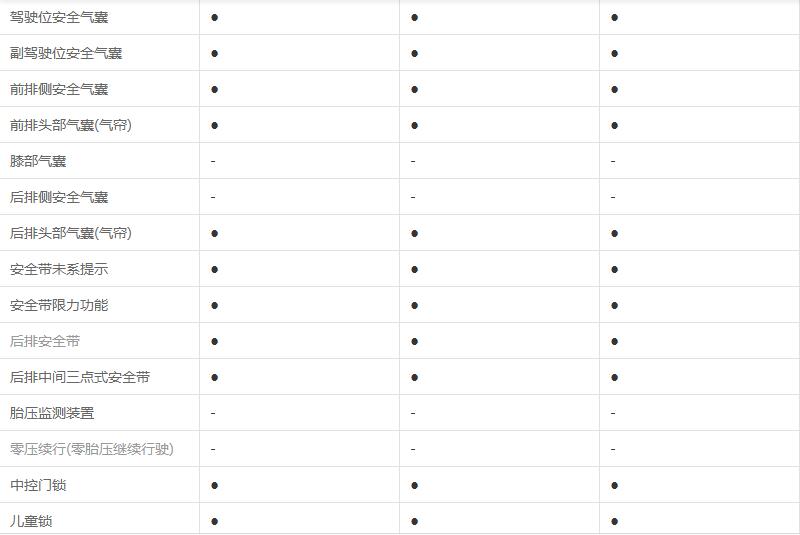 驾驶位安全气囊 ● ● ●
副驾驶位安全气囊 ● ● ●
前排侧安全气囊 ● ● ●
前排头部气囊(气帘) ● ● ●
膝部气囊 - - -
后排侧安全气囊 - - -
后排头部气囊(气帘) ● ● ●
安全带未系提示 ● ● ●
安全带限力功能 ● ● ●
后排安全带 ● ● ●
后排中间三点式安全带 ● ● ●
胎压监测装置 - - -
零压续行(零胎压继续行驶) - - -
中控门锁 ● ● ●
儿童锁 ● ● ●